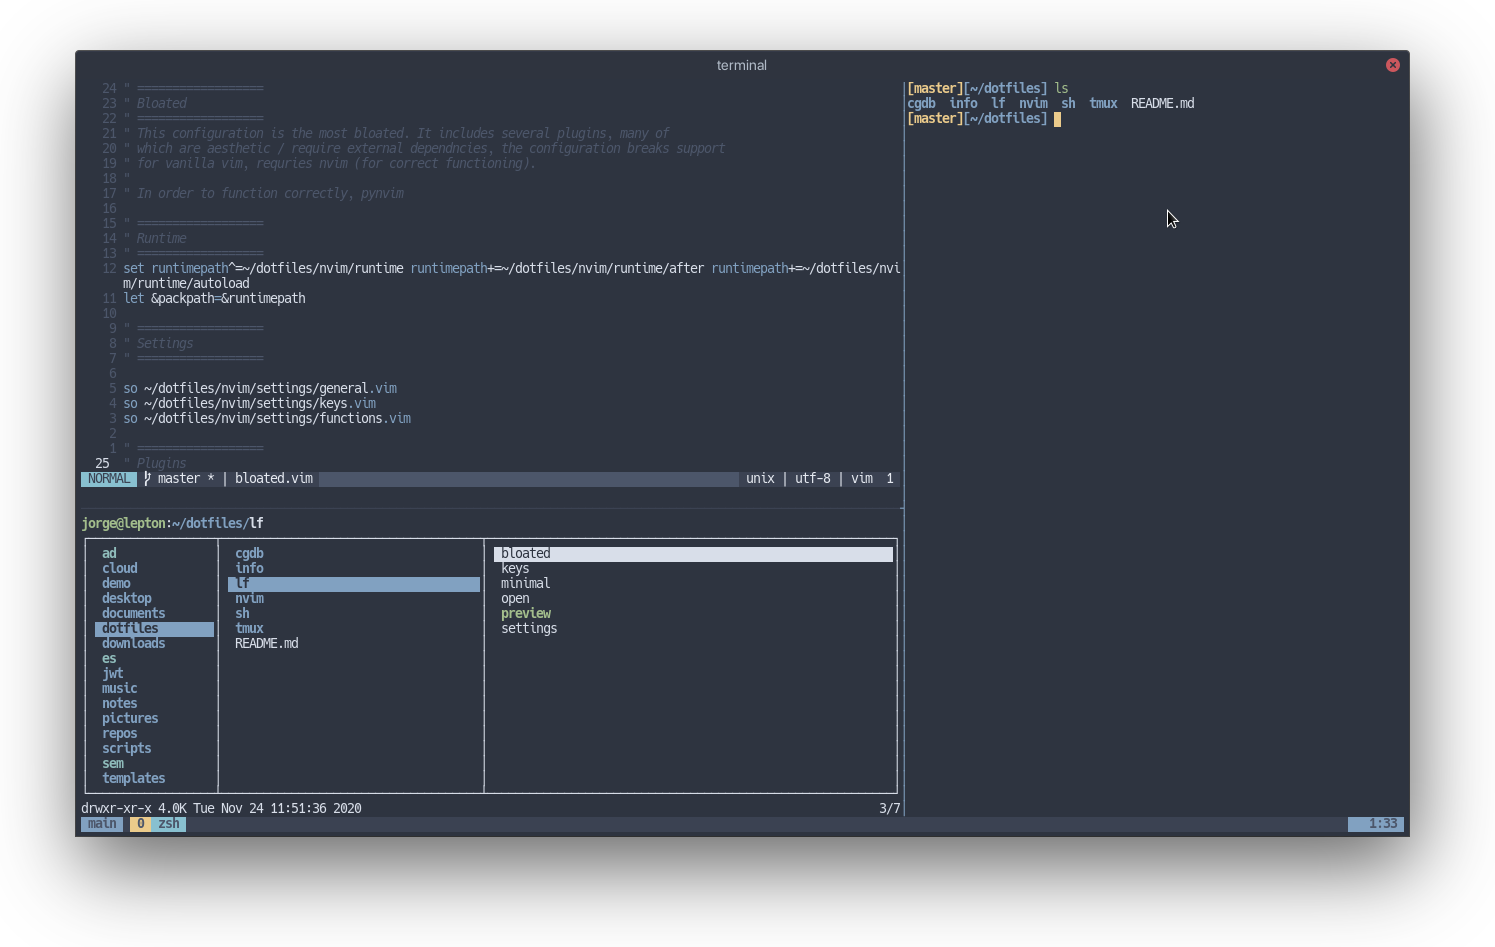 terminal
24 " ==================
23 " Bloated
22 " ==================
21 " This configuration is the most bloated. It includes several plugins, many of
20 " which are aesthetic / require external dependncies, the configuration breaks support
19 " for vanilla vim, requries nvim (for correct functioning).
18 "
17 " In order to function correctly, pynvim
16
15 " ==================
14 " Runtime
13 " ==================
12 set runtimepath^=~/dotfiles/nvim/runtime runtimepath+=~/dotfiles/nvim/runtime/after runtimepath+=~/dotfiles/nvi
m/runtime/autoload
11 let &packpath=&runtimepath
10
9 " ==================
8 " Settings
7 " ==================
6
5 so ~/dotfiles/nvim/settings/general.vim
4 so ~/dotfiles/nvim/settings/keys.vim
3 so ~/dotfiles/nvim/settings/functions.vim
2
1 " ==================
25 " Plugins
NORMAL master * | bloated.vim unix | utf-8 | vim 1
jorge@lepton:~/dotfiles/lf
ad
cloud
demo
desktop
documents
dotfiles
downloads
es
jwt
music
notes
pictures
repos
scripts
sem
templates
cgdb
info
lf
nvim
sh
tmux
README.md
bloated
keys
minimal
open
preview
settings
drwxr-xr-x 4.0K Tue Nov 24 11:51:36 2020 3/7
[master][~/dotfiles] ls
cgdb info lf nvim sh tmux README.md
[master][~/dotfiles]
main 0 zsh 1:33